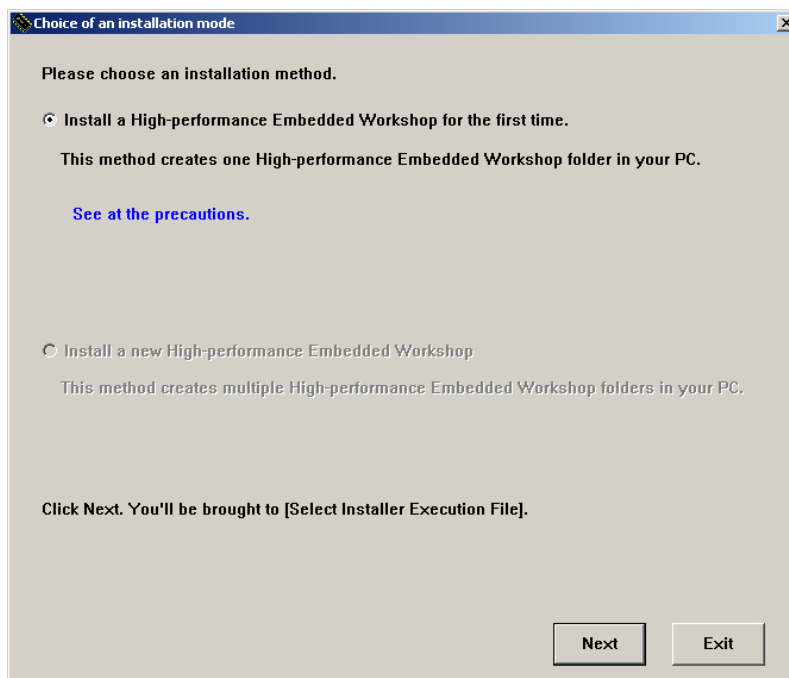 Choice of an installation mode
Please choose an installation method.
Install a High-performance Embedded Workshop for the first time.
This method creates one High-performance Embedded Workshop folder in your PC.
See at the precautions.
Install a new High-performance Embedded Workshop
This method creates multiple High-performance Embedded Workshop folders in your PC.
Click Next. You'll be brought to [Select Installer Execution File].
Next
Exit